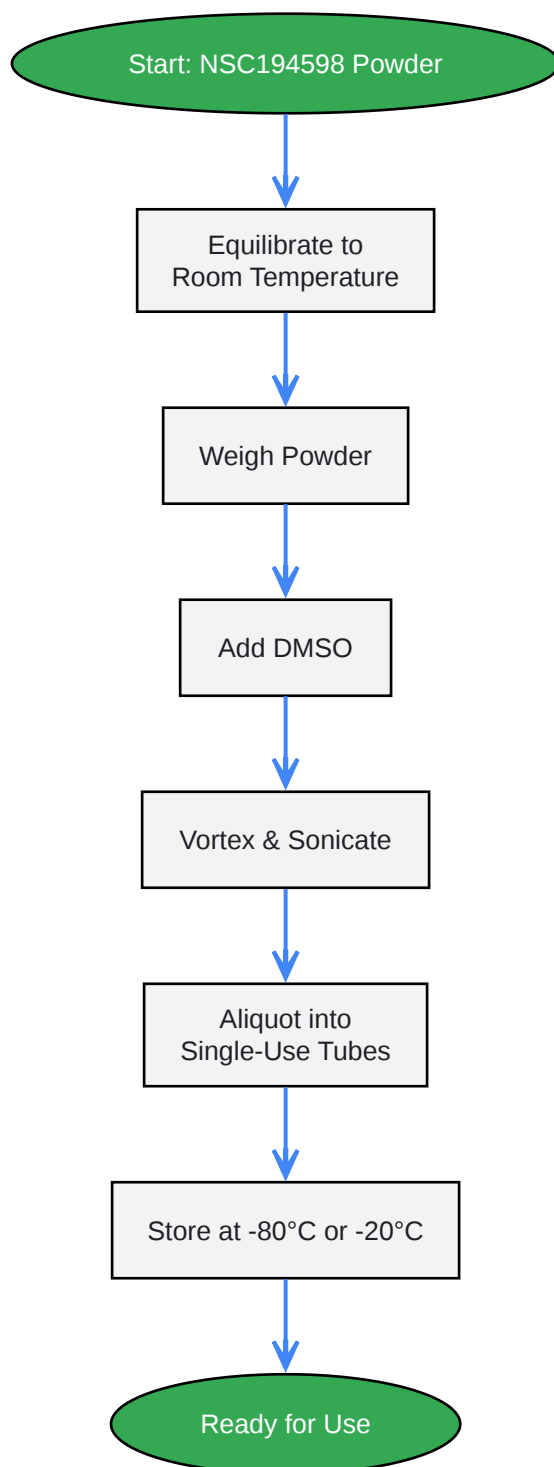 Start: NSC194598 Powder
Equilibrate to
Room Temperature
Weigh Powder
Add DMSO
Vortex & Sonicate
Aliquot into
Single-Use Tubes
Store at -80°C or -20°C
Ready for Use